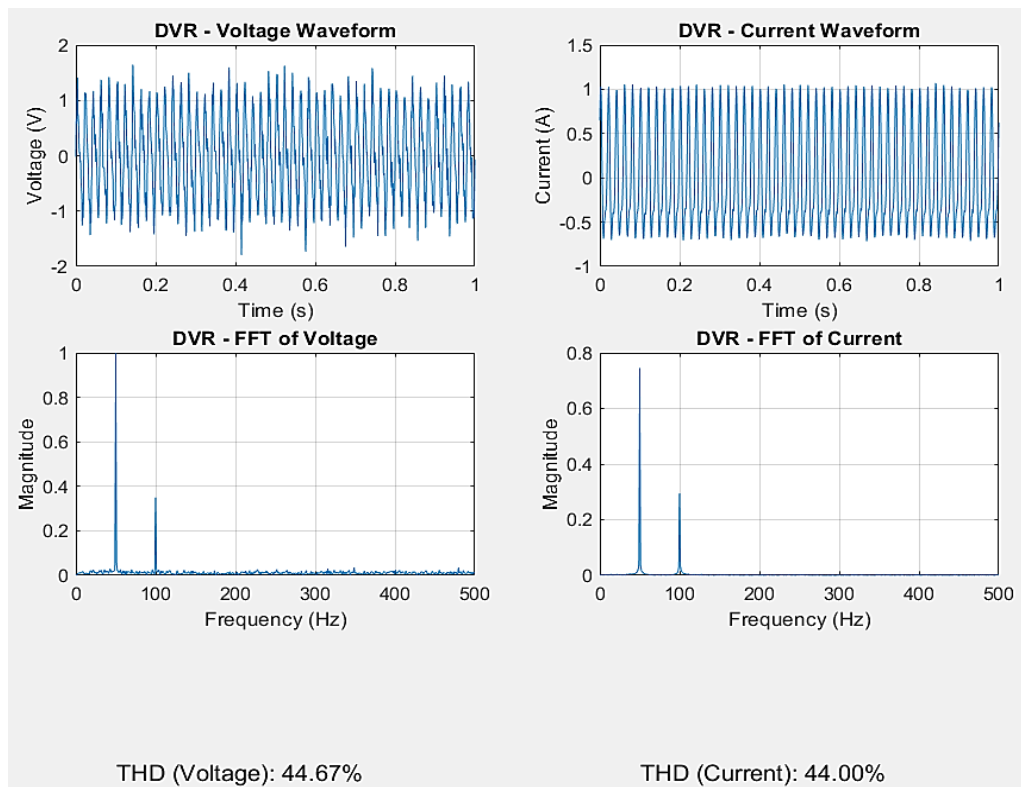 DVR - Voltage Waveform
2
1
0
-1
-2
Voltage (V)
0 0.2 0.4 0.6 0.8 1
Time (s)
DVR - Current Waveform
1.5
1
0.5
0
-0.5
-1
Current (A)
0 0.2 0.4 0.6 0.8 1
Time (s)
DVR - FFT of Voltage
1
0.8
0.6
0.4
0.2
0
Magnitude
0 100 200 300 400 500
Frequency (Hz)
DVR - FFT of Current
0.8
0.6
0.4
0.2
0
Magnitude
0 100 200 300 400 500
Frequency (Hz)
THD (Voltage): 44.67%
THD (Current): 44.00%